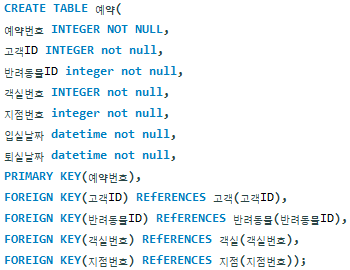 CREATE TABLE 예약(
예약번호 INTEGER NOT NULL,
고객ID INTEGER not null,
반려동물ID integer not null,
객실번호 INTEGER not null,
지점번호 integer not null,
입실날짜 datetime not null,
퇴실날짜 datetime not null,
PRIMARY KEY(예약번호),
FOREIGN KEY(고객ID) REfERENCES 고객(고객ID),
FOREIGN KEY(반려동물ID) REfERENCES 반려동물(반려동물ID),
FOREIGN KEY(객실번호) REfERENCES 객실(객실번호),
FOREIGN KEY(지점번호) REfERENCES 지점(지점번호));